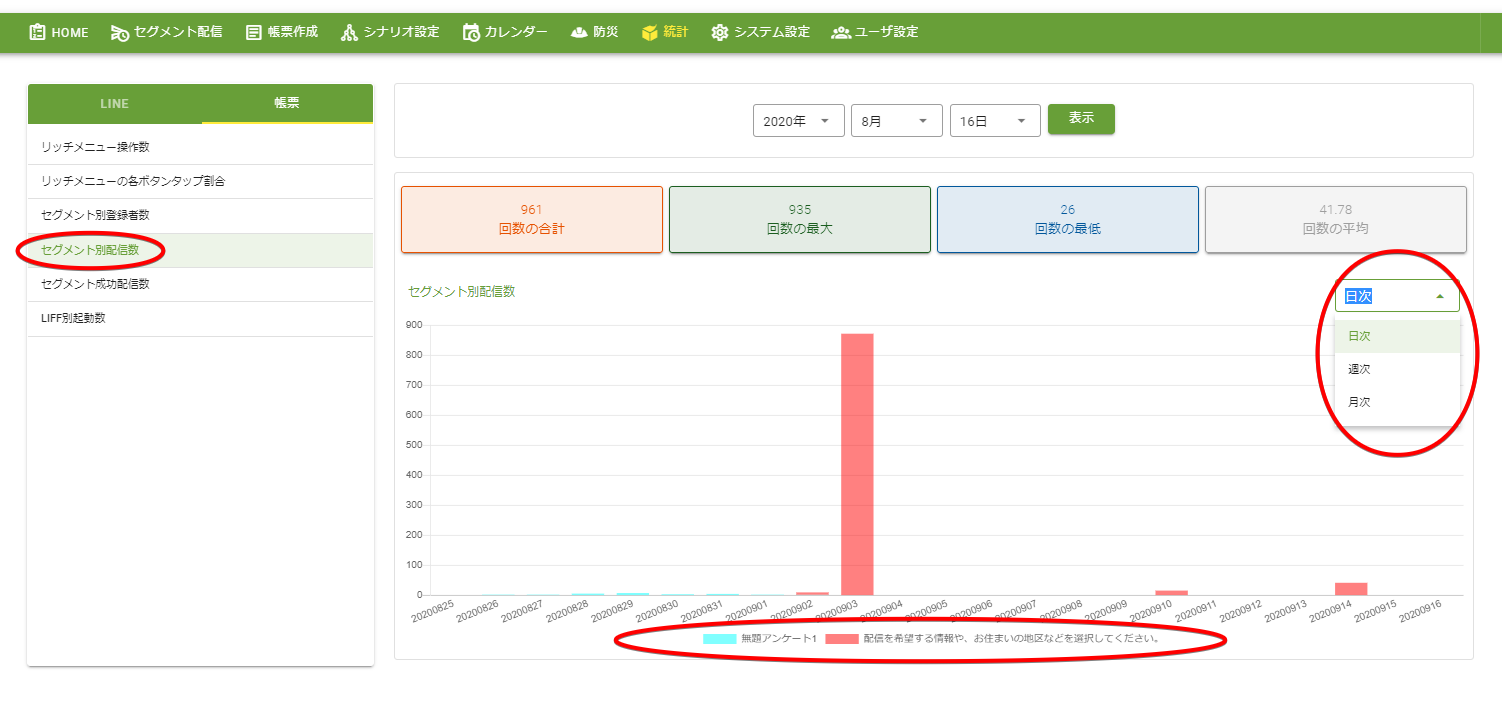 HOME セグメント配信 帳票作成 シナリオ設定 カレンダー 防災 統計 システム設定 ユーザ設定
LINE 帳票
リッチメニュー操作数
リッチメニューの各ボタンタップ割合
セグメント別登録者数
セグメント別配信数
セグメント成功配信数
LIFF別起動数
2020年 8月 16日 表示
961 935 26 41.78
回数の合計 回数の最大 回数の最低 回数の平均
セグメント別配信数 日次
日次
週次
月次
900
800
700
600
500
400
300
200
100
0
20200825 20200826 20200827 20200828 20200829 20200830 20200831 20200901 20200902 20200903 20200904 20200905 20200906 20200907 20200908 20200909 20200910 20200911 20200912 20200913 20200914 20200915 20200916
無題アンケート1 配信を希望する情報や、お住まいの地区などを選択してください。